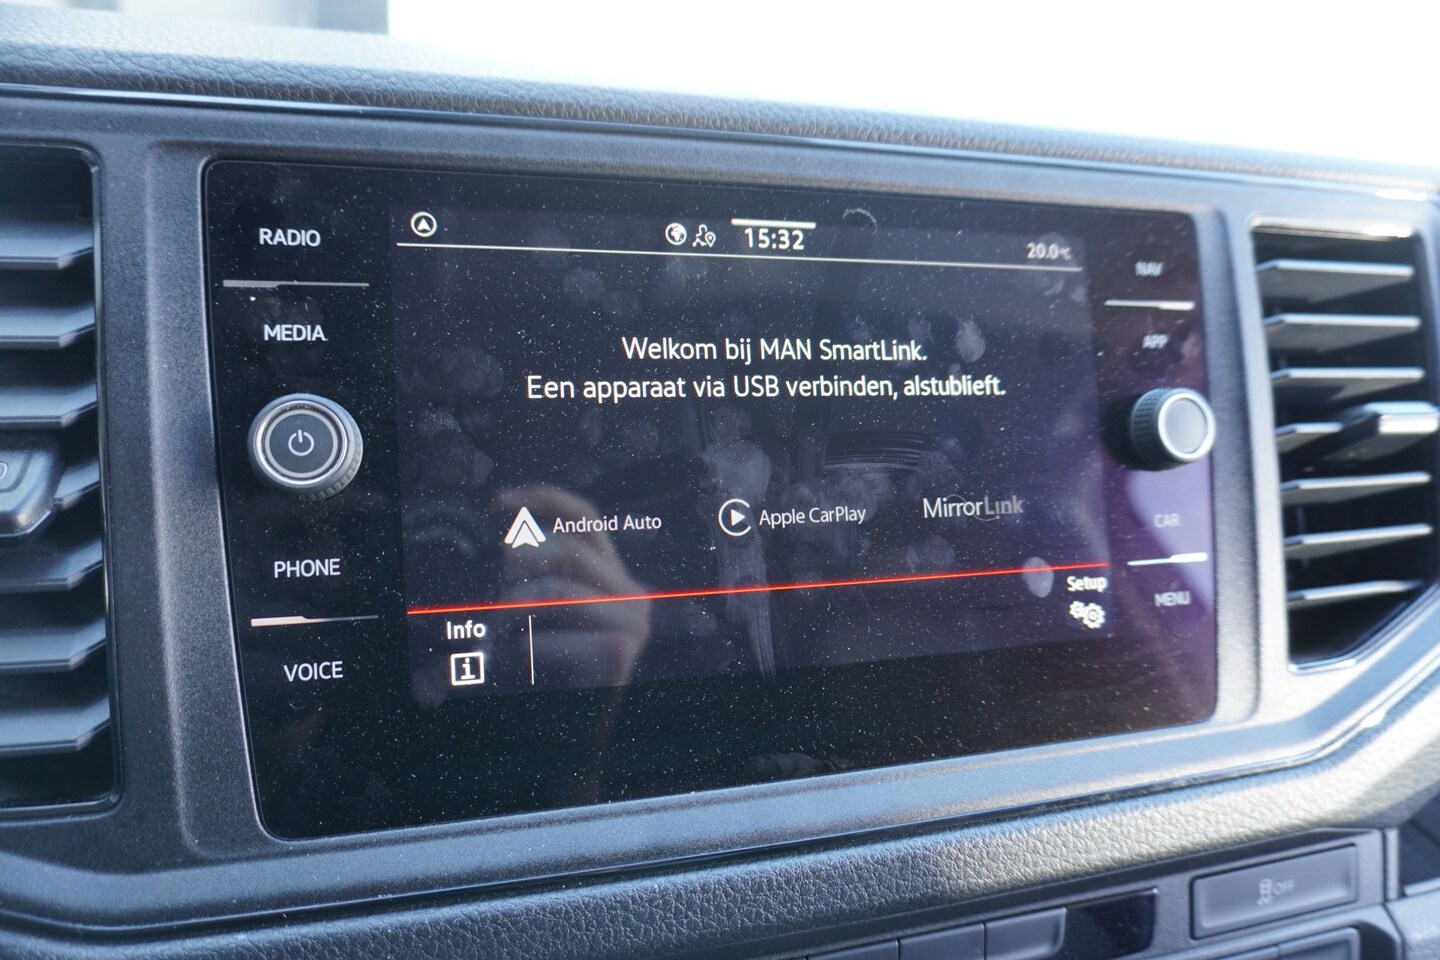 RADIO
MEDIA
PHONE
VOICE
15:32
20.0°C
Welkom bij MAN SmartLink.
Een apparaat via USB verbinden, alstublieft.
Android Auto
Apple CarPlay
MirrorLink
Info
Setup
NAV
APP
CAR
MENU
OFF